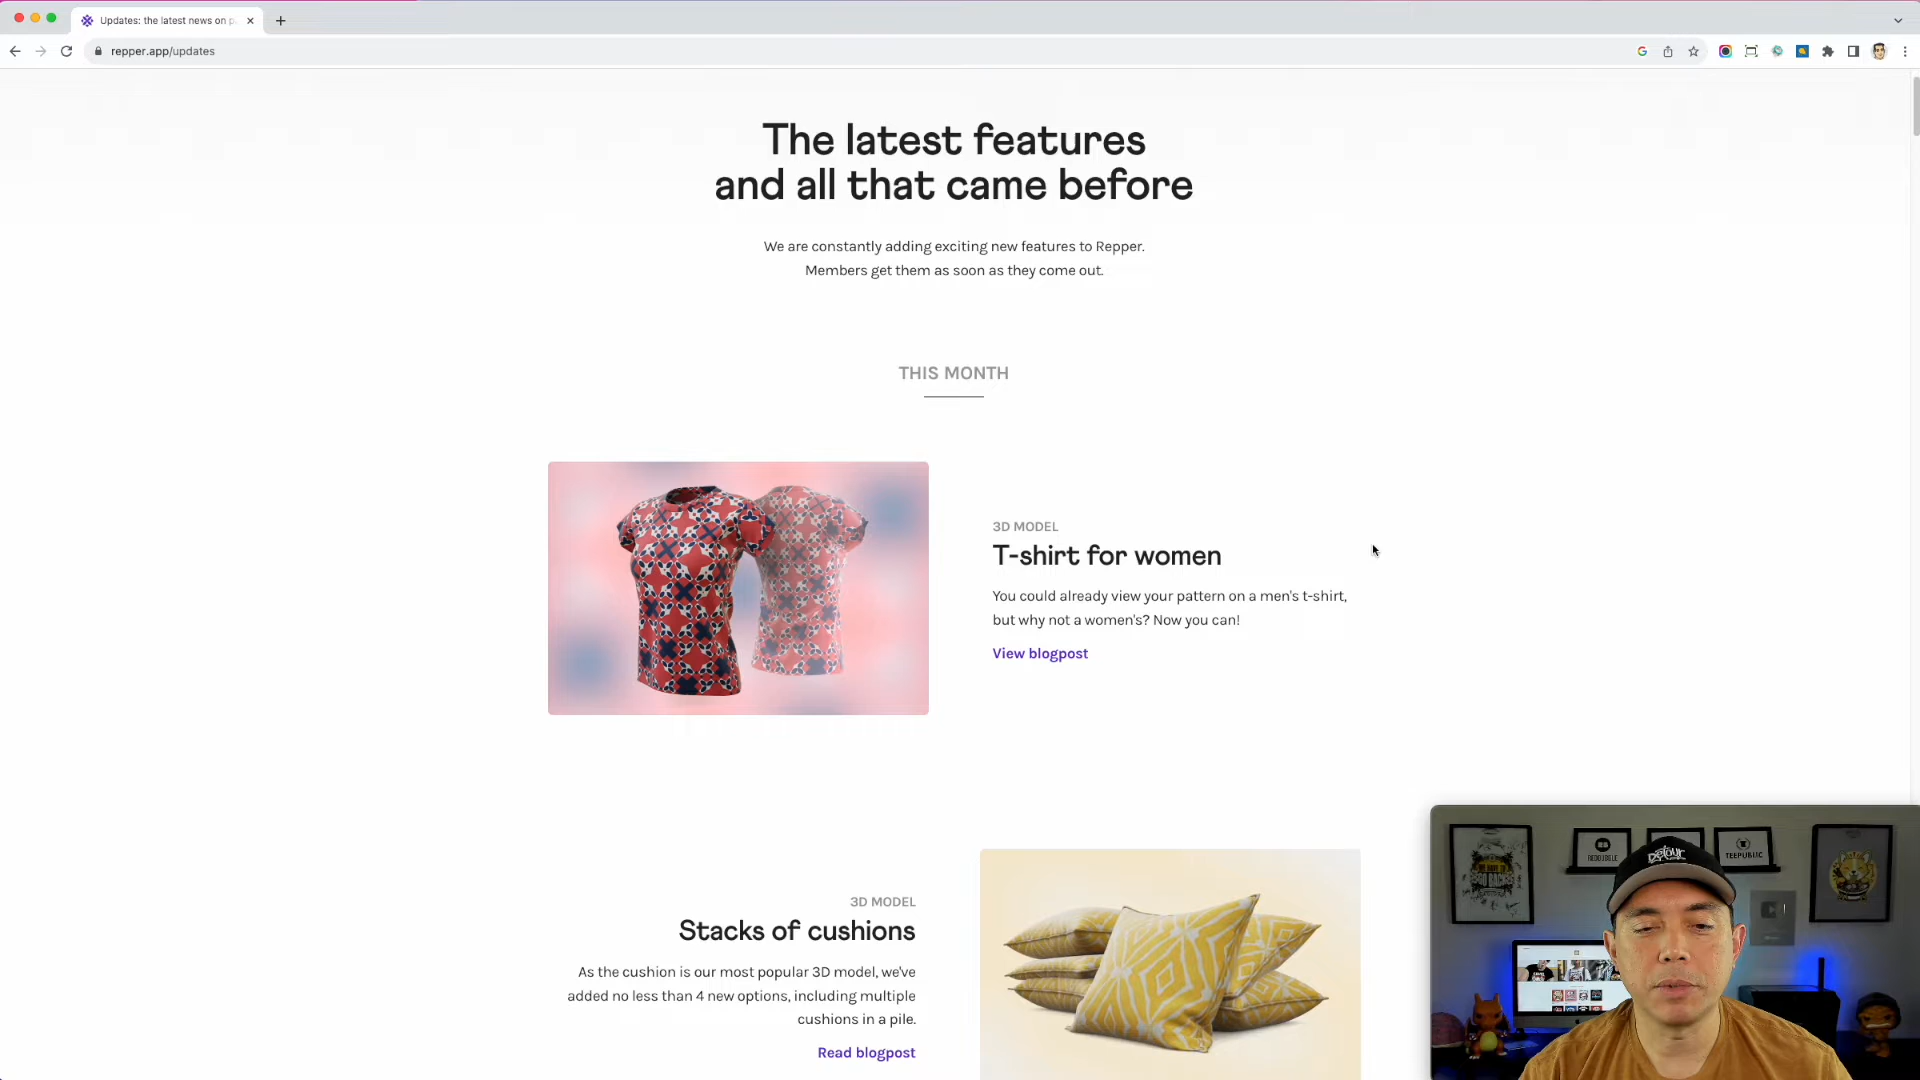 Updates: the latest news on p
repper.app/updates
The latest features
and all that came before
We are constantly adding exciting new features to Repper.
Members get them as soon as they come out.
THIS MONTH
3D MODEL
T-shirt for women
You could already view your pattern on a men's t-shirt,
but why not a women's? Now you can!
View blogpost
3D MODEL
Stacks of cushions
As the cushion is our most popular 3D model, we've
added no less than 4 new options, including multiple
cushions in a pile.
Read blogpost
REDBUBBLE
TEEPUBLIC
DETOUR